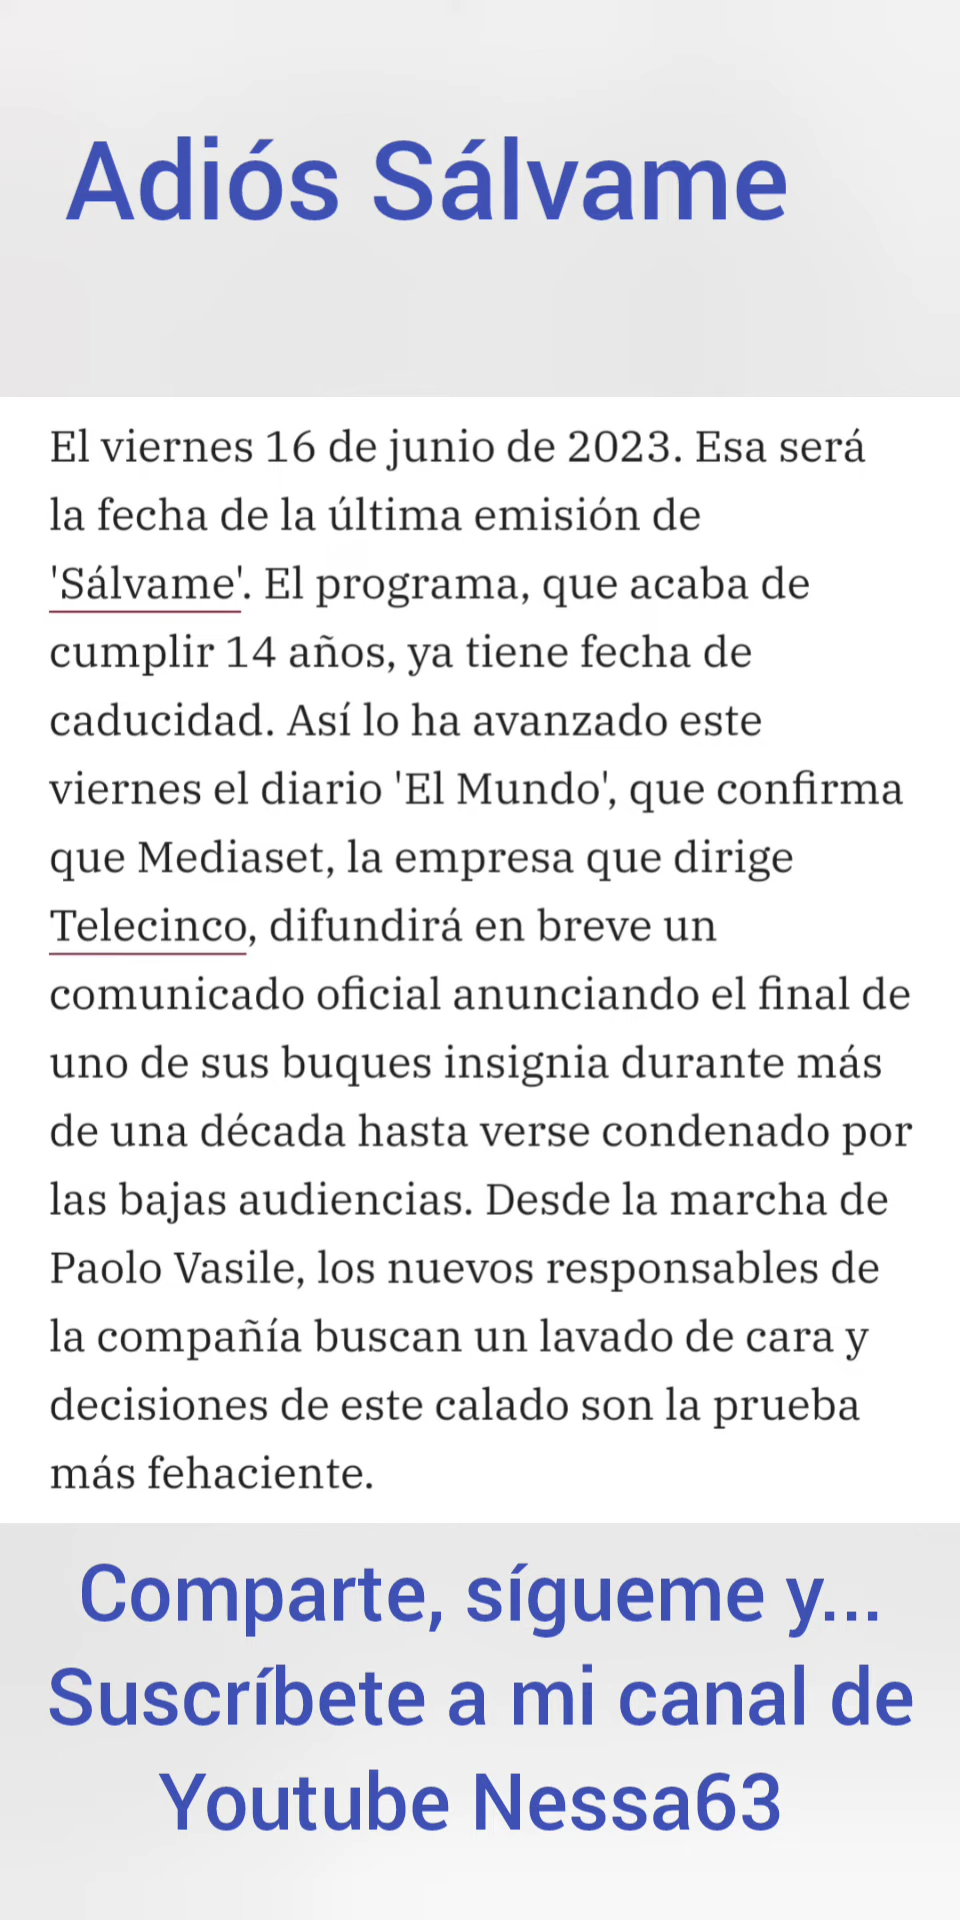 Adiós Sálvame
El viernes 16 de junio de 2023. Esa será
la fecha de la última emisión de
'Sálvame'. El programa, que acaba de
cumplir 14 años, ya tiene fecha de
caducidad. Así lo ha avanzado este
viernes el diario 'El Mundo', que confirma
que Mediaset, la empresa que dirige
Telecinco, difundirá en breve un
comunicado oficial anunciando el final de
uno de sus buques insignia durante más
de una década hasta verse condenado por
las bajas audiencias. Desde la marcha de
Paolo Vasile, los nuevos responsables de
la compañía buscan un lavado de cara y
decisiones de este calado son la prueba
más fehaciente.
Comparte, sígueme y...
Suscríbete a mi canal de
Youtube Nessa63